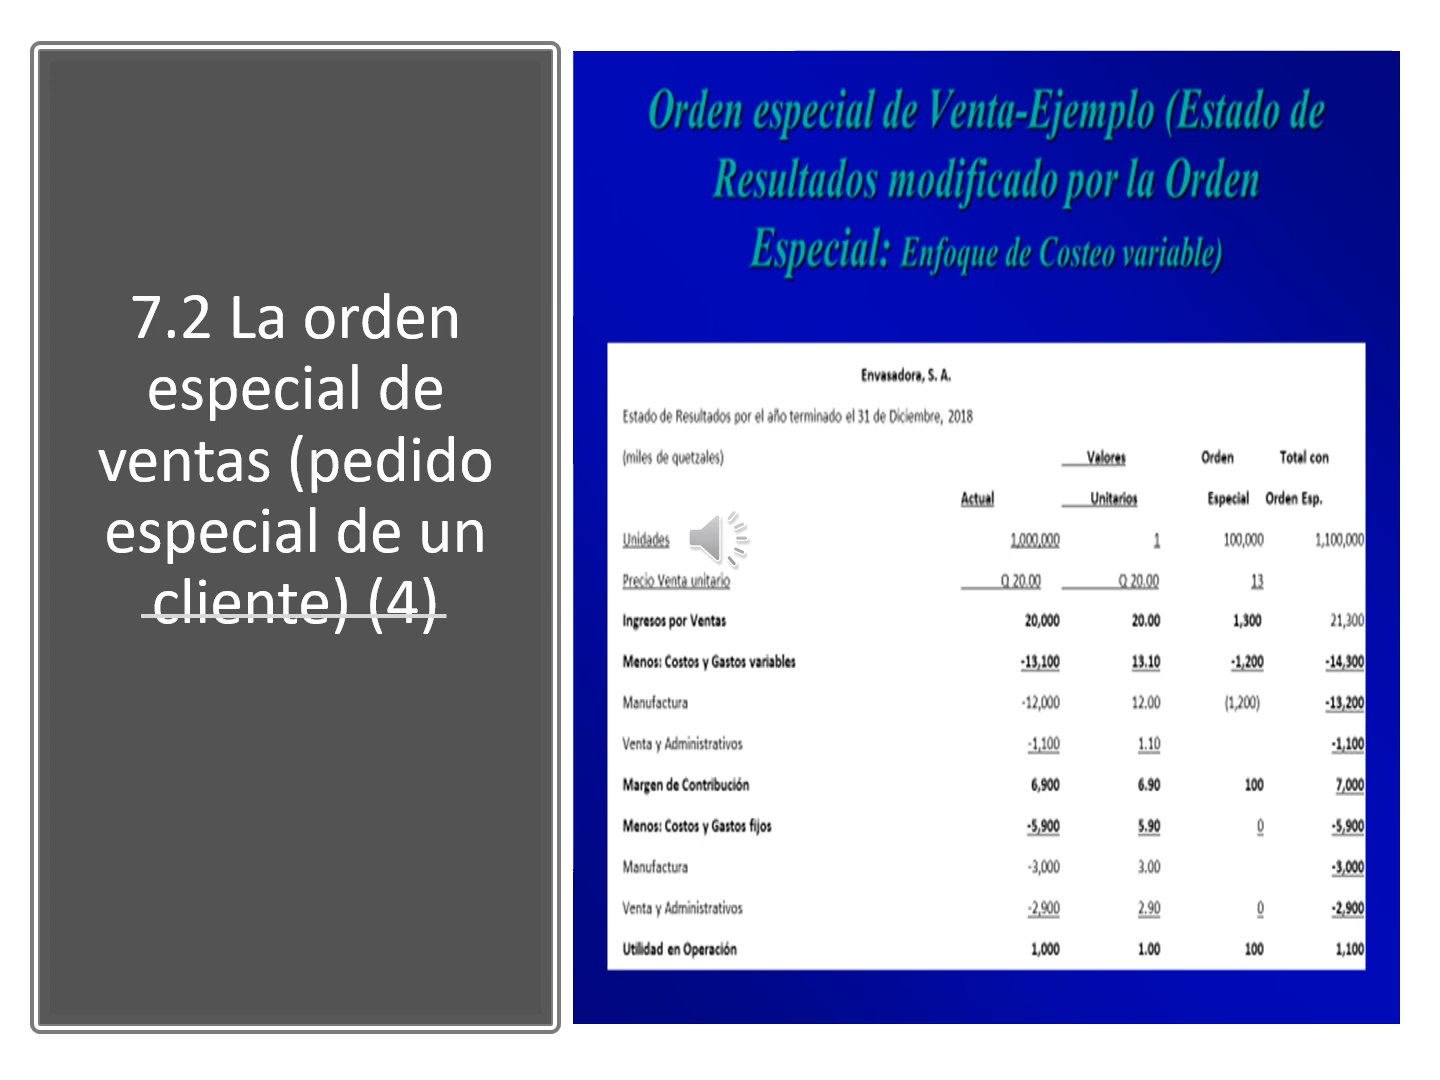 7.2 La orden
especial de
ventas (pedido
especial de un
cliente) (4)
Orden especial de Venta-Ejemplo (Estado de
Resultados modificado por la Orden
Especial: Enfoque de Costeo variable)
Envasadora, S. A.
Estado de Resultados por el año terminado el 31 de Diciembre, 2018
(miles de quetzales) Valores Orden Total con
Actual Unitarios Especial Orden Esp.
Unidades 1,000,000 1 100,000 1,100,000
Precio Venta unitario Q 20.00 Q 20.00 13
Ingresos por Ventas 20,000 20.00 1,300 21,300
Menos: Costos y Gastos variables -13,100 13.10 -1,200 -14,300
Manufactura -12,000 12.00 (1,200) -13,200
Venta y Administrativos -1,100 1.10 -1,100
Margen de Contribución 6,900 6.90 100 7,000
Menos: Costos y Gastos fijos -5,900 5.90 0 -5,900
Manufactura -3,000 3.00 -3,000
Venta y Administrativos -2,900 2.90 0 -2,900
Utilidad en Operación 1,000 1.00 100 1,100